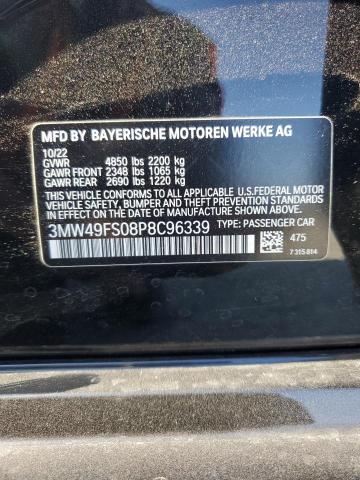 MFD BY BAYERISCHE MOTOREN WERKE AG
10/22
GVWR 4850 lbs 2200 kg
GAWR FRONT 2348 lbs 1065 kg
GAWR REAR 2690 lbs 1220 kg
THIS VEHICLE CONFORMS TO ALL APPLICABLE U.S.FEDERAL MOTOR
VEHICLE SAFETY, BUMPER AND THEFT PREVENTION STANDARDS
IN EFFECT ON THE DATE OF MANUFACTURE SHOWN ABOVE.
3MW49FS08P8C96339 TYPE: PASSENGER CAR
475
7 315 814